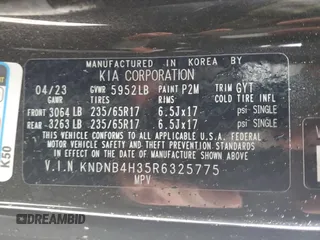 MANUFACTURED IN KOREA BY
KIA CORPORATION
04/23 GVWR 5952LB PAINT P2M TRIM GYT
GAWR TIRES: RIMS: COLD TIRE INFL
FRONT 3064 LB 235/65R17 6.5Jx17 psi SINGLE
REAR 3263 LB 235/65R17 6.5Jx17 psi SINGLE
THIS VEHICLE CONFORMS TO ALL APPLICABLE U.S. FEDERAL
MOTOR VEHICLE SAFETY AND THEFT PREVENTION STANDARDS
IN EFFECT ON THE DATE OF MANUFACTURE SHOWN ABOVE.
V.I.N KNDNB4H35R6325775
MPV
K50
DREAMBID